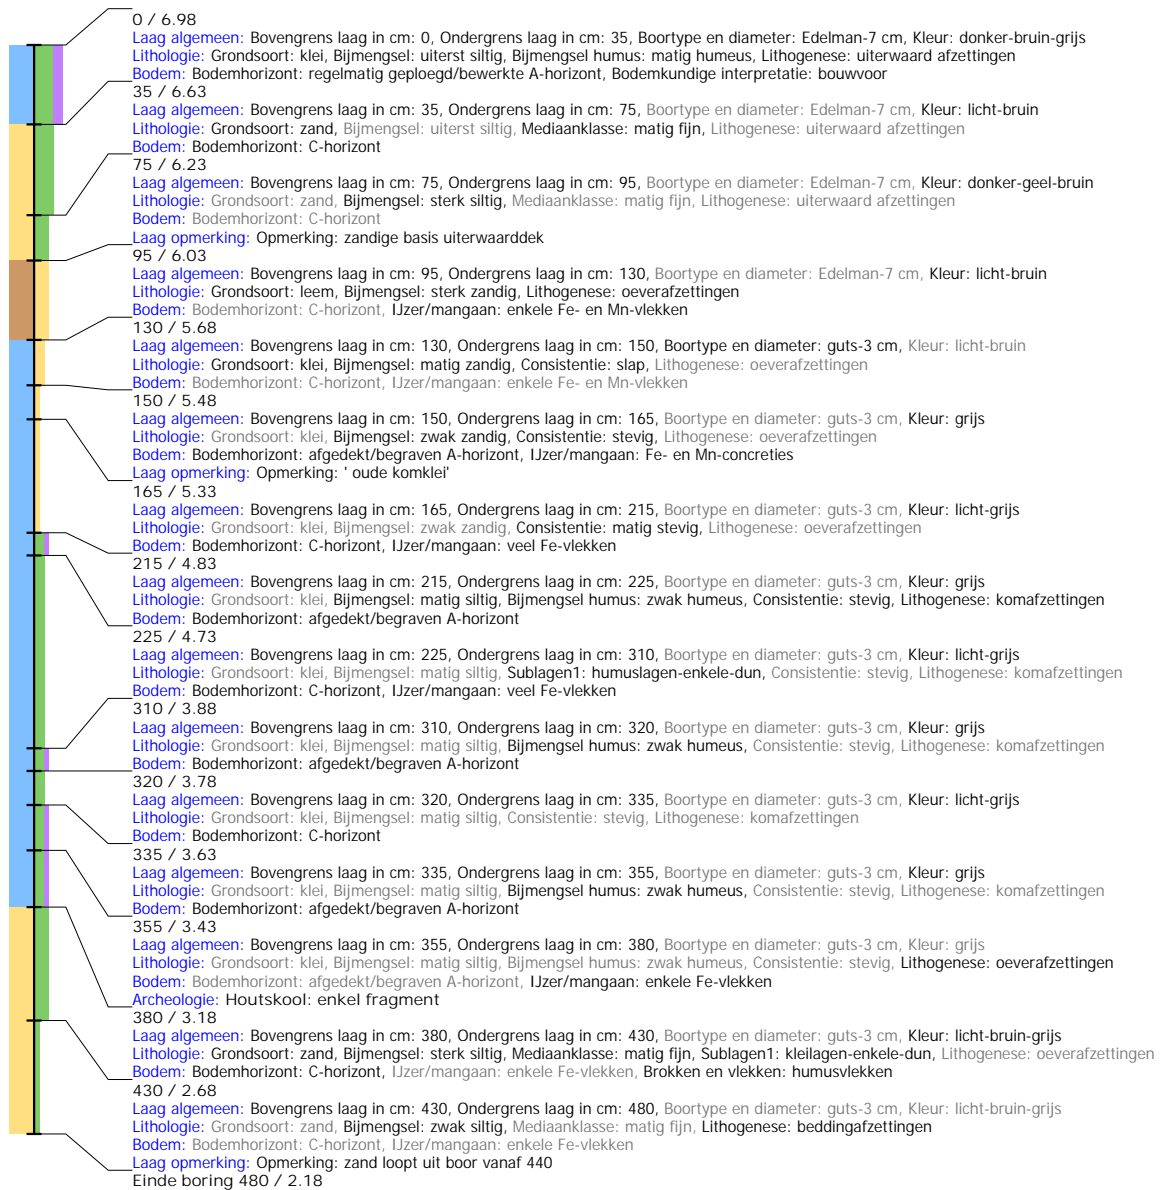 0 / 6.98
Laag algemeen: Bovengrens laag in cm: 0, Ondergrens laag in cm: 35, Boortype en diameter: Edelman-7 cm, Kleur: donker-bruin-grijs
Lithologie: Grondsoort: klei, Bijmengsel: uiterst siltig, Bijmengsel humus: matig humeus, Lithogenese: uiterwaard afzettingen
Bodem: Bodemhorizont: regelmatig geploegd/bewerkte A-horizont, Bodemkundige interpretatie: bouwvoor
35 / 6.63
Laag algemeen: Bovengrens laag in cm: 35, Ondergrens laag in cm: 75, Boortype en diameter: Edelman-7 cm, Kleur: licht-bruin
Lithologie: Grondsoort: zand, Bijmengsel: uiterst siltig, Mediaanklasse: matig fijn, Lithogenese: uiterwaard afzettingen
Bodem: Bodemhorizont: C-horizont
75 / 6.23
Laag algemeen: Bovengrens laag in cm: 75, Ondergrens laag in cm: 95, Boortype en diameter: Edelman-7 cm, Kleur: donker-geel-bruin
Lithologie: Grondsoort: zand, Bijmengsel: sterk siltig, Mediaanklasse: matig fijn, Lithogenese: uiterwaard afzettingen
Bodem: Bodemhorizont: C-horizont
Laag opmerking: Opmerking: zandige basis uiterwaarddek
95 / 6.03
Laag algemeen: Bovengrens laag in cm: 95, Ondergrens laag in cm: 130, Boortype en diameter: Edelman-7 cm, Kleur: licht-bruin
Lithologie: Grondsoort: leem, Bijmengsel: sterk zandig, Lithogenese: oeverafzettingen
Bodem: Bodemhorizont: C-horizont, IJzer/mangaan: enkele Fe- en Mn-vlekken
130 / 5.68
Laag algemeen: Bovengrens laag in cm: 130, Ondergrens laag in cm: 150, Boortype en diameter: guts-3 cm, Kleur: licht-bruin
Lithologie: Grondsoort: klei, Bijmengsel: matig zandig, Consistentie: slap, Lithogenese: oeverafzettingen
Bodem: Bodemhorizont: C-horizont, IJzer/mangaan: enkele Fe- en Mn-vlekken
150 / 5.48
Laag algemeen: Bovengrens laag in cm: 150, Ondergrens laag in cm: 165, Boortype en diameter: guts-3 cm, Kleur: grijs
Lithologie: Grondsoort: klei, Bijmengsel: zwak zandig, Consistentie: stevig, Lithogenese: oeverafzettingen
Bodem: Bodemhorizont: afgedekt/begraven A-horizont, IJzer/mangaan: Fe- en Mn-concreties
Laag opmerking: Opmerking: ' oude komklei'
165 / 5.33
Laag algemeen: Bovengrens laag in cm: 165, Ondergrens laag in cm: 215, Boortype en diameter: guts-3 cm, Kleur: licht-grijs
Lithologie: Grondsoort: klei, Bijmengsel: zwak zandig, Consistentie: matig stevig, Lithogenese: oeverafzettingen
Bodem: Bodemhorizont: C-horizont, IJzer/mangaan: veel Fe-vlekken
215 / 4.83
Laag algemeen: Bovengrens laag in cm: 215, Ondergrens laag in cm: 225, Boortype en diameter: guts-3 cm, Kleur: grijs
Lithologie: Grondsoort: klei, Bijmengsel: matig siltig, Bijmengsel humus: zwak humeus, Consistentie: stevig, Lithogenese: komafzettingen
Bodem: Bodemhorizont: afgedekt/begraven A-horizont
225 / 4.73
Laag algemeen: Bovengrens laag in cm: 225, Ondergrens laag in cm: 310, Boortype en diameter: guts-3 cm, Kleur: licht-grijs
Lithologie: Grondsoort: klei, Bijmengsel: matig siltig, Sublagen1: humuslagen-enkele-dun, Consistentie: stevig, Lithogenese: komafzettingen
Bodem: Bodemhorizont: C-horizont, IJzer/mangaan: veel Fe-vlekken
310 / 3.88
Laag algemeen: Bovengrens laag in cm: 310, Ondergrens laag in cm: 320, Boortype en diameter: guts-3 cm, Kleur: grijs
Lithologie: Grondsoort: klei, Bijmengsel: matig siltig, Bijmengsel humus: zwak humeus, Consistentie: stevig, Lithogenese: komafzettingen
Bodem: Bodemhorizont: afgedekt/begraven A-horizont
320 / 3.78
Laag algemeen: Bovengrens laag in cm: 320, Ondergrens laag in cm: 335, Boortype en diameter: guts-3 cm, Kleur: licht-grijs
Lithologie: Grondsoort: klei, Bijmengsel: matig siltig, Consistentie: stevig, Lithogenese: komafzettingen
Bodem: Bodemhorizont: C-horizont
335 / 3.63
Laag algemeen: Bovengrens laag in cm: 335, Ondergrens laag in cm: 355, Boortype en diameter: guts-3 cm, Kleur: grijs
Lithologie: Grondsoort: klei, Bijmengsel: matig siltig, Bijmengsel humus: zwak humeus, Consistentie: stevig, Lithogenese: komafzettingen
Bodem: Bodemhorizont: afgedekt/begraven A-horizont
355 / 3.43
Laag algemeen: Bovengrens laag in cm: 355, Ondergrens laag in cm: 380, Boortype en diameter: guts-3 cm, Kleur: grijs
Lithologie: Grondsoort: klei, Bijmengsel: matig siltig, Bijmengsel humus: zwak humeus, Consistentie: stevig, Lithogenese: oeverafzettingen
Bodem: Bodemhorizont: afgedekt/begraven A-horizont, IJzer/mangaan: enkele Fe-vlekken
Archeologie: Houtskool: enkel fragment
380 / 3.18
Laag algemeen: Bovengrens laag in cm: 380, Ondergrens laag in cm: 430, Boortype en diameter: guts-3 cm, Kleur: licht-bruin-grijs
Lithologie: Grondsoort: zand, Bijmengsel: sterk siltig, Mediaanklasse: matig fijn, Sublagen1: kleilagen-enkele-dun, Lithogenese: oeverafzettingen
Bodem: Bodemhorizont: C-horizont, IJzer/mangaan: enkele Fe-vlekken, Brokken en vlekken: humusvlekken
430 / 2.68
Laag algemeen: Bovengrens laag in cm: 430, Ondergrens laag in cm: 480, Boortype en diameter: guts-3 cm, Kleur: licht-bruin-grijs
Lithologie: Grondsoort: zand, Bijmengsel: zwak siltig, Mediaanklasse: matig fijn, Lithogenese: beddingafzettingen
Bodem: Bodemhorizont: C-horizont, IJzer/mangaan: enkele Fe-vlekken
Laag opmerking: Opmerking: zand loopt uit boor vanaf 440
Einde boring 480 / 2.18